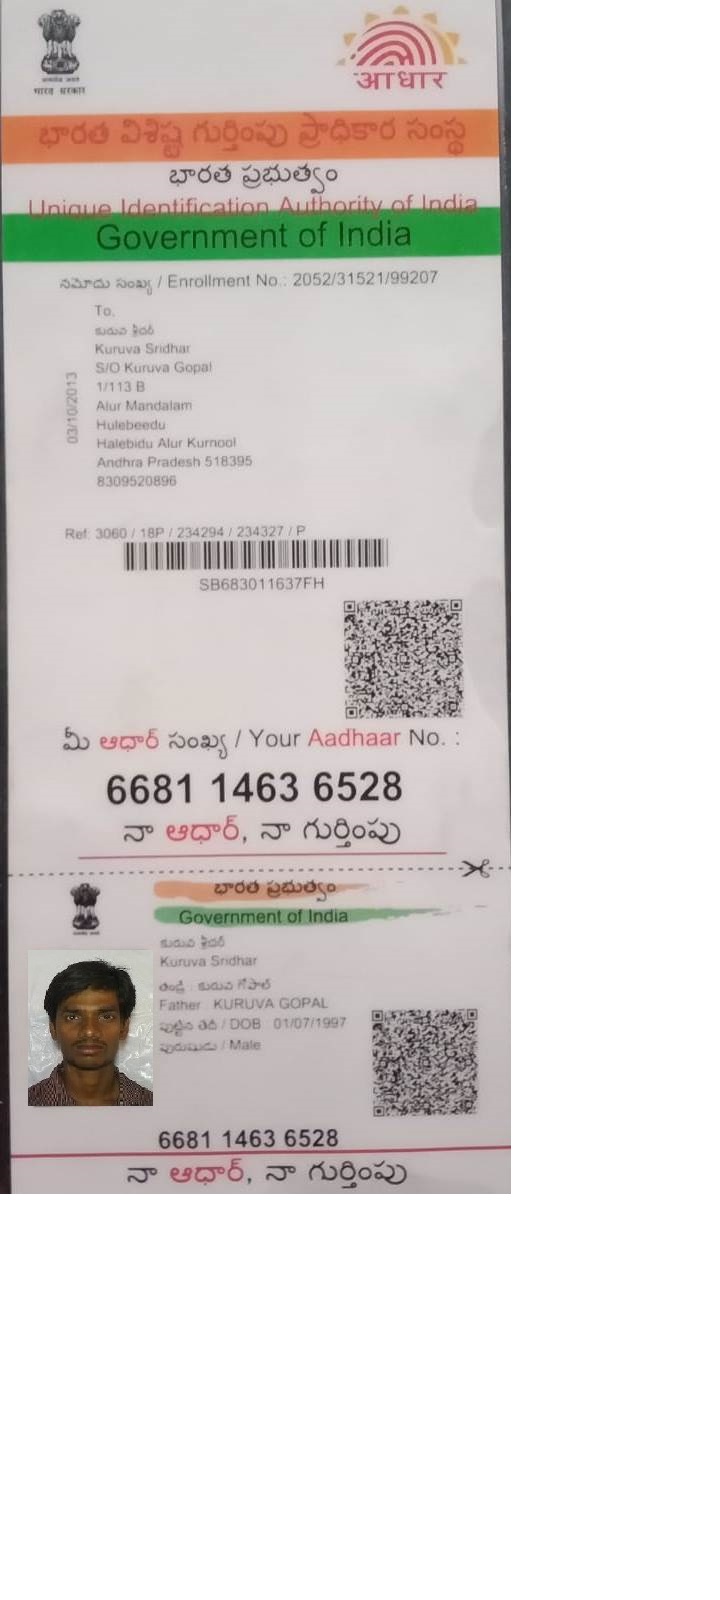 भारत सरकार
आधार
భారత విశిష్ట గుర్తింపు ప్రాధికార సంస్థ
భారత ప్రభుత్వం
Unique Identification Authority of India
Government of India
నమోదు సంఖ్య / Enrollment No.: 2052/31521/99207
To,
కురువ శ్రీధర్
Kuruva Sridhar
S/O Kuruva Gopal
1/113 B
Alur Mandalam
Hulebeedu
Halebidu Alur Kurnool
Andhra Pradesh 518395
8309520896
03/10/2013
Ref: 3060 / 18P / 234294 / 234327 / P
SB683011637FH
మీ ఆధార్ సంఖ్య / Your Aadhaar No. :
6681 1463 6528
నా ఆధార్, నా గుర్తింపు
భారత ప్రభుత్వం
Government of India
కురువ శ్రీధర్
Kuruva Sridhar
తండ్రి : కురువ గోపాల్
Father : KURUVA GOPAL
పుట్టిన తేదీ / DOB : 01/07/1997
పురుషుడు / Male
6681 1463 6528
నా ఆధార్, నా గుర్తింపు